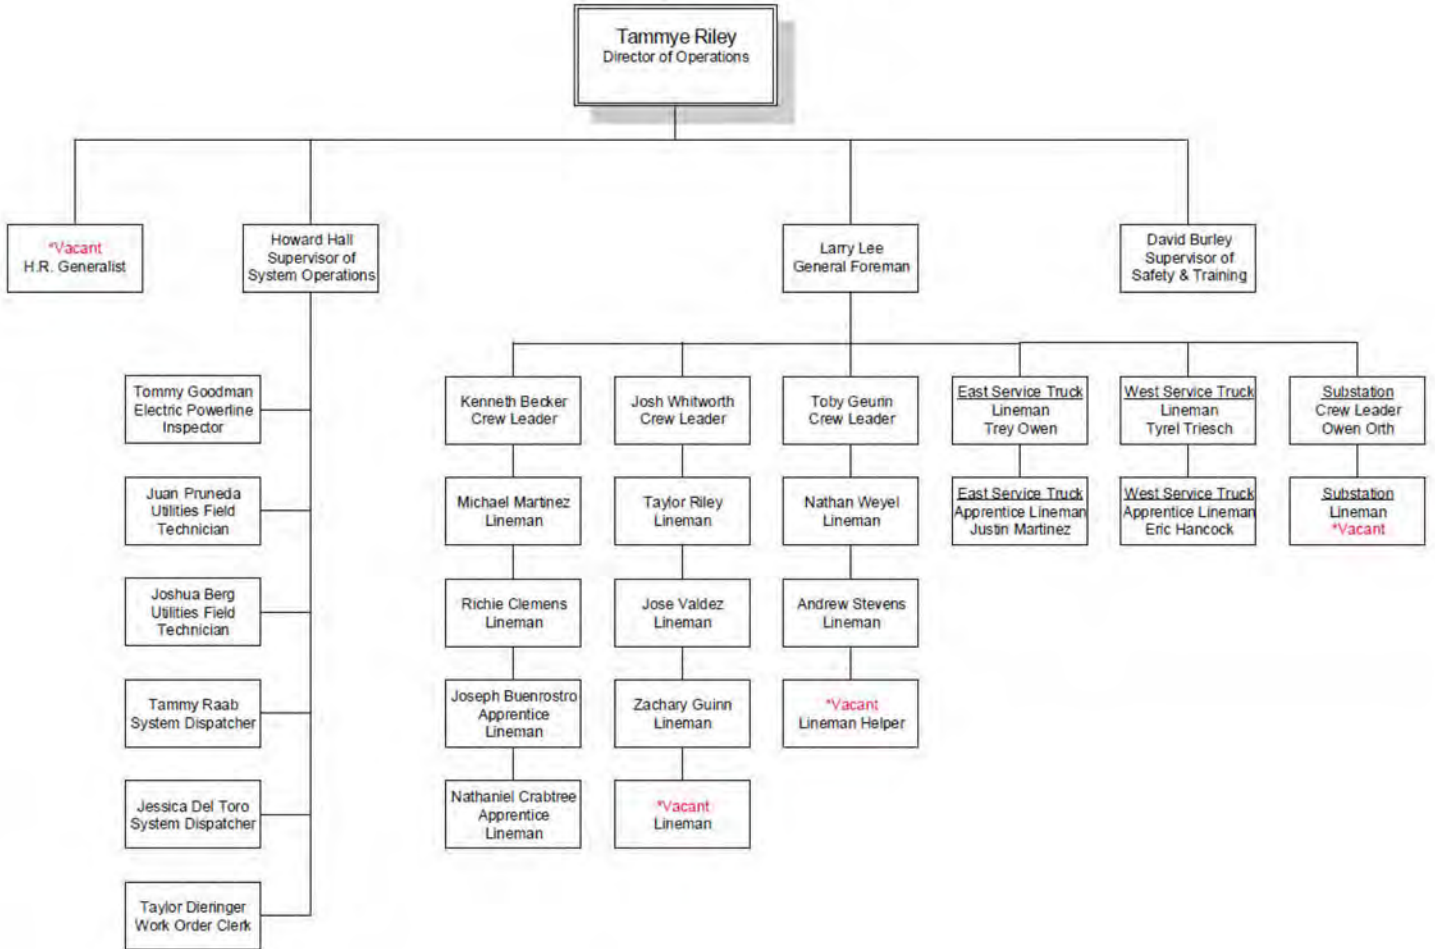 Tammye Riley
Director of Operations
*Vacant
H.R. Generalist
Howard Hall
Supervisor of
System Operations
Larry Lee
General Foreman
David Burley
Supervisor of
Safety & Training
Tommy Goodman
Electric Powerline
Inspector
Juan Pruneda
Utilities Field
Technician
Joshua Berg
Utilities Field
Technician
Tammy Raab
System Dispatcher
Jessica Del Toro
System Dispatcher
Taylor Dieringer
Work Order Clerk
Kenneth Becker
Crew Leader
Michael Martinez
Lineman
Richie Clemens
Lineman
Joseph Buenrostro
Apprentice
Lineman
Nathaniel Crabtree
Apprentice
Lineman
Josh Whitworth
Crew Leader
Taylor Riley
Lineman
Jose Valdez
Lineman
Zachary Guinn
Lineman
*Vacant
Lineman
Toby Geurin
Crew Leader
Nathan Weyel
Lineman
Andrew Stevens
Lineman
*Vacant
Lineman Helper
East Service Truck
Lineman
Trey Owen
East Service Truck
Apprentice Lineman
Justin Martinez
West Service Truck
Lineman
Tyrel Triesch
West Service Truck
Apprentice Lineman
Eric Hancock
Substation
Crew Leader
Owen Orth
Substation
Lineman
*Vacant